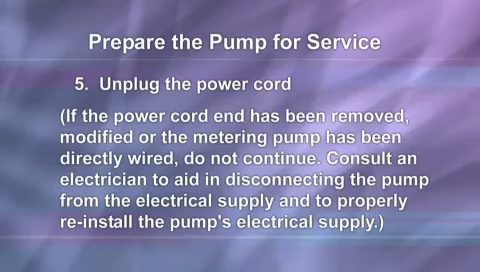 Prepare the Pump for Service
5. Unplug the power cord
(If the power cord end has been removed,
modified or the metering pump has been
directly wired, do not continue. Consult an
electrician to aid in disconnecting the pump
from the electrical supply and to properly
re-install the pump's electrical supply.)